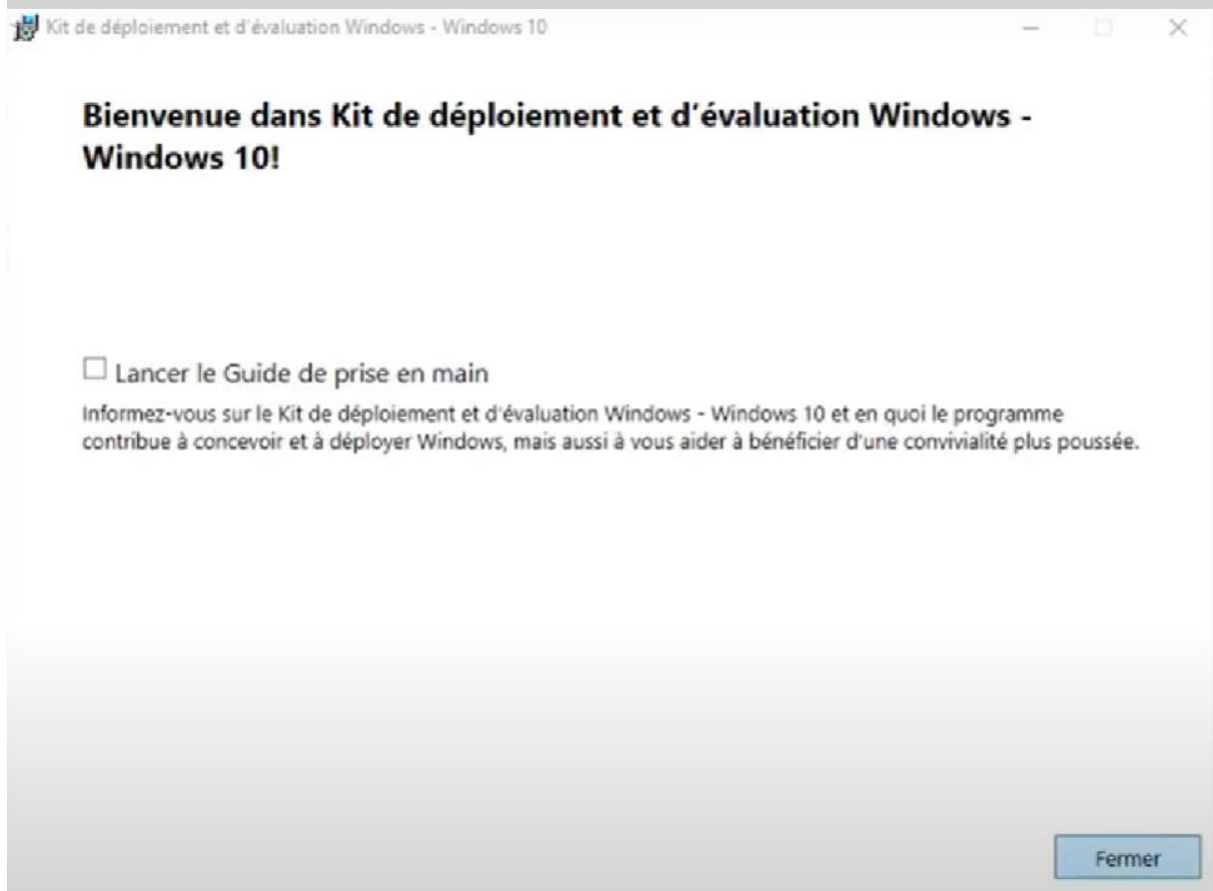 Kit de déploiement et d'évaluation Windows - Windows 10
Bienvenue dans Kit de déploiement et d'évaluation Windows -
Windows 10!
Lancer le Guide de prise en main
Informez-vous sur le Kit de déploiement et d'évaluation Windows - Windows 10 et en quoi le programme
contribue à concevoir et à déployer Windows, mais aussi à vous aider à bénéficier d'une convivialité plus poussée.
Fermer